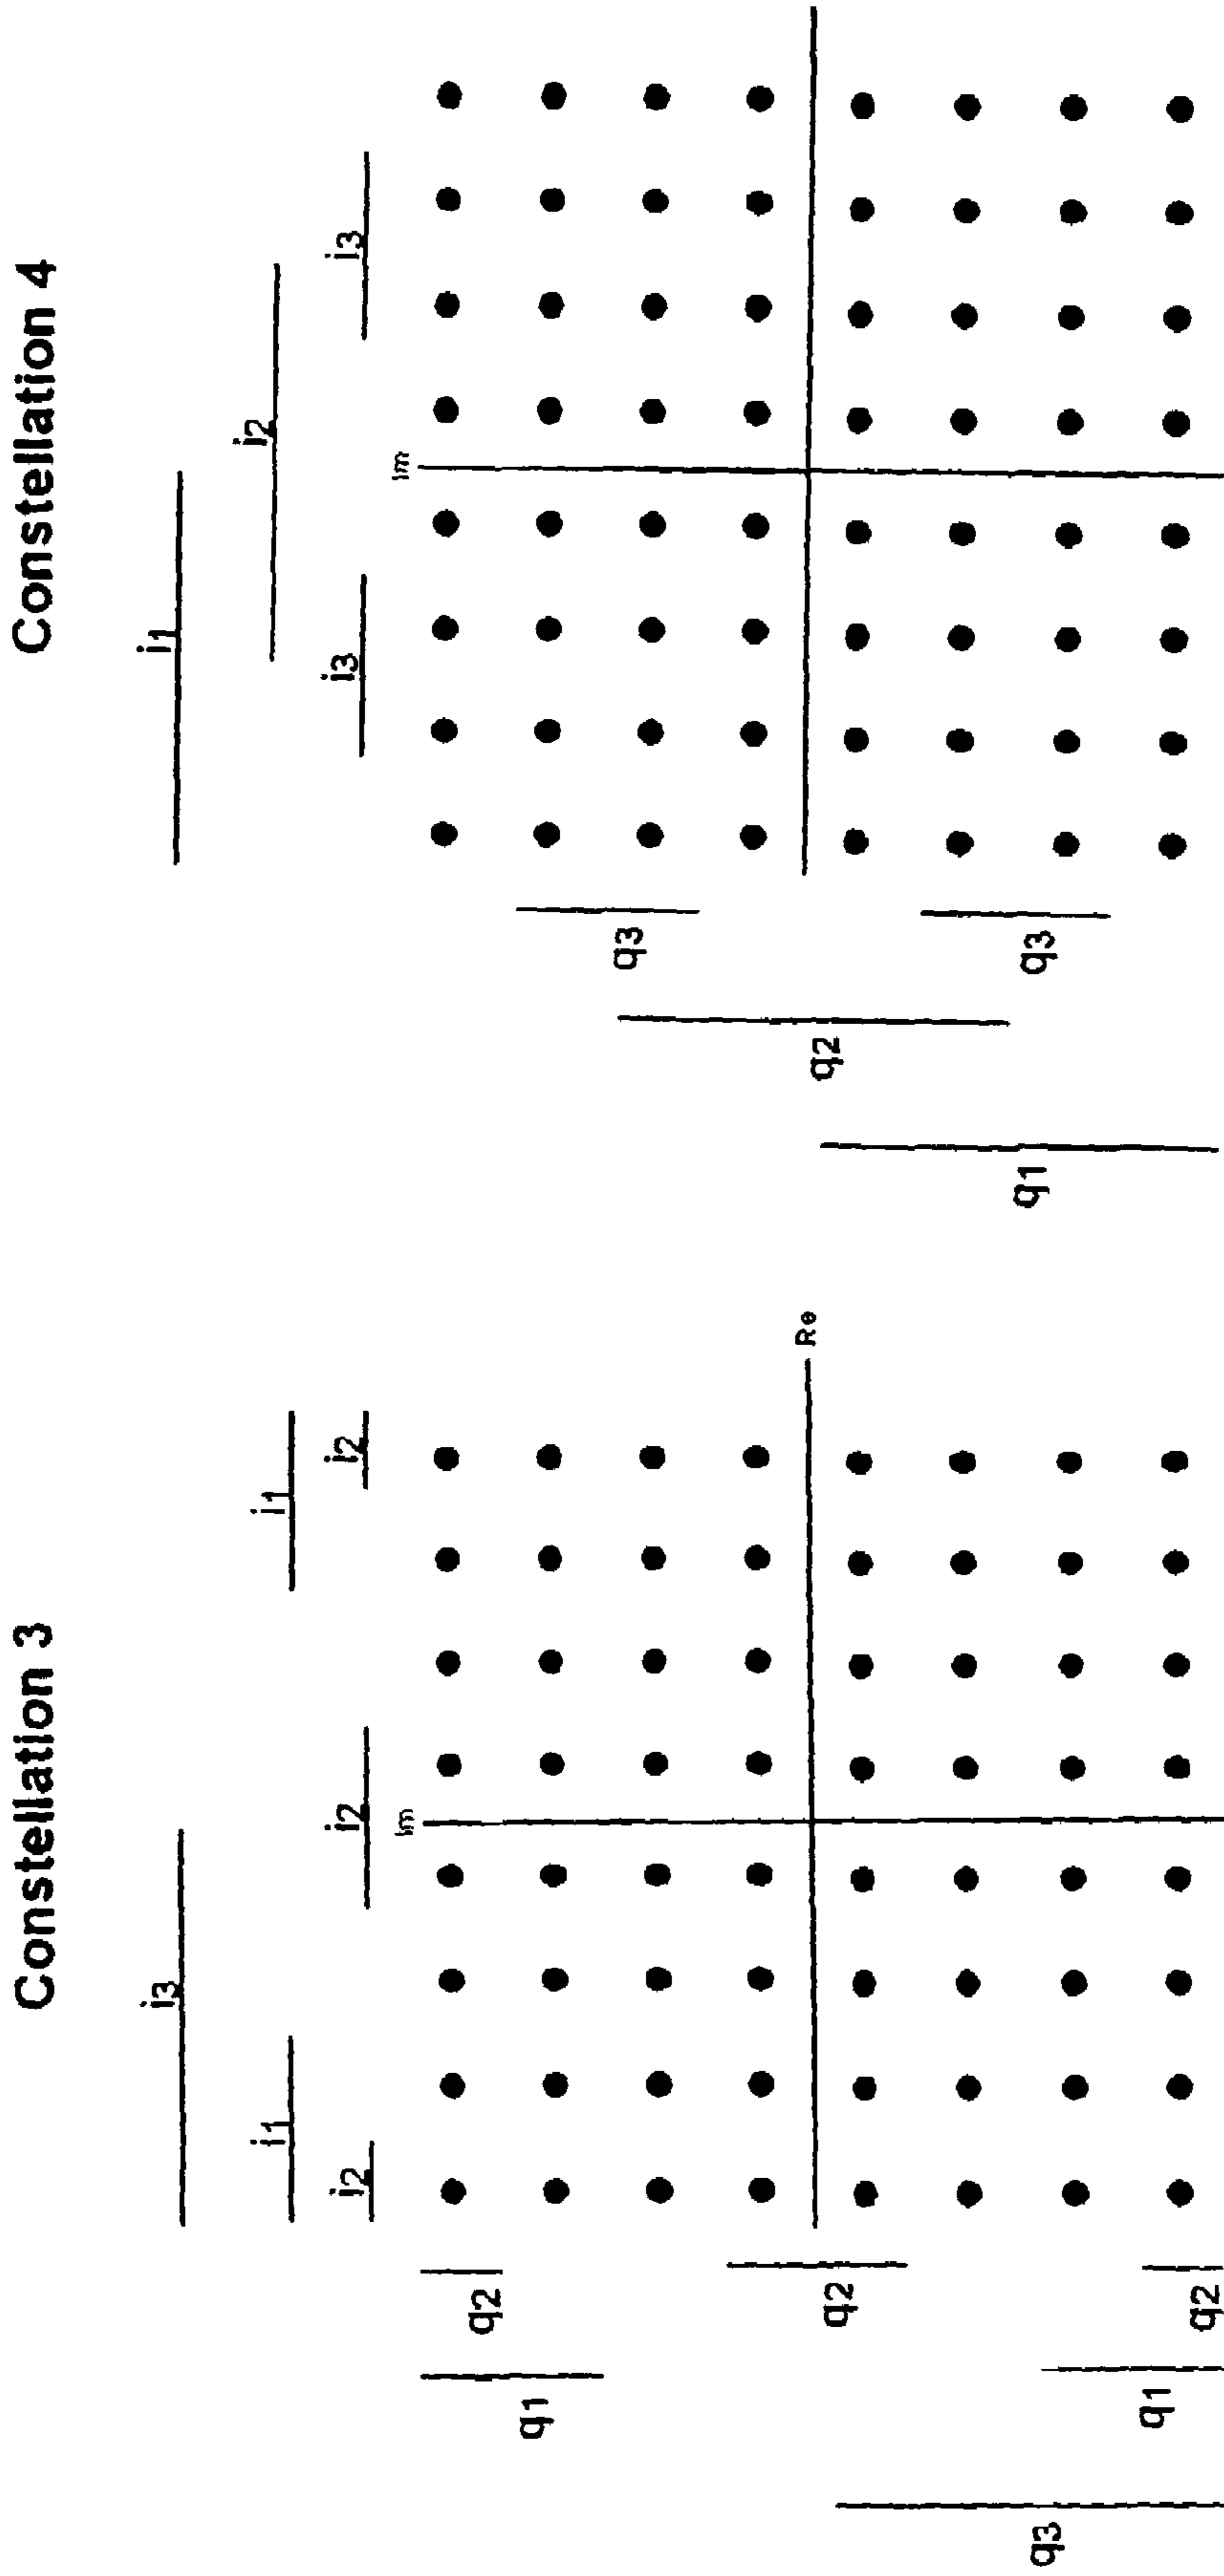 Constellation 3
i3
i1
i1
i2
i2
i2
Im
Re
q2
q1
q2
q2
q1
q3
Constellation 4
i1
i2
i3
i3
Im
q3
q2
q3
q1